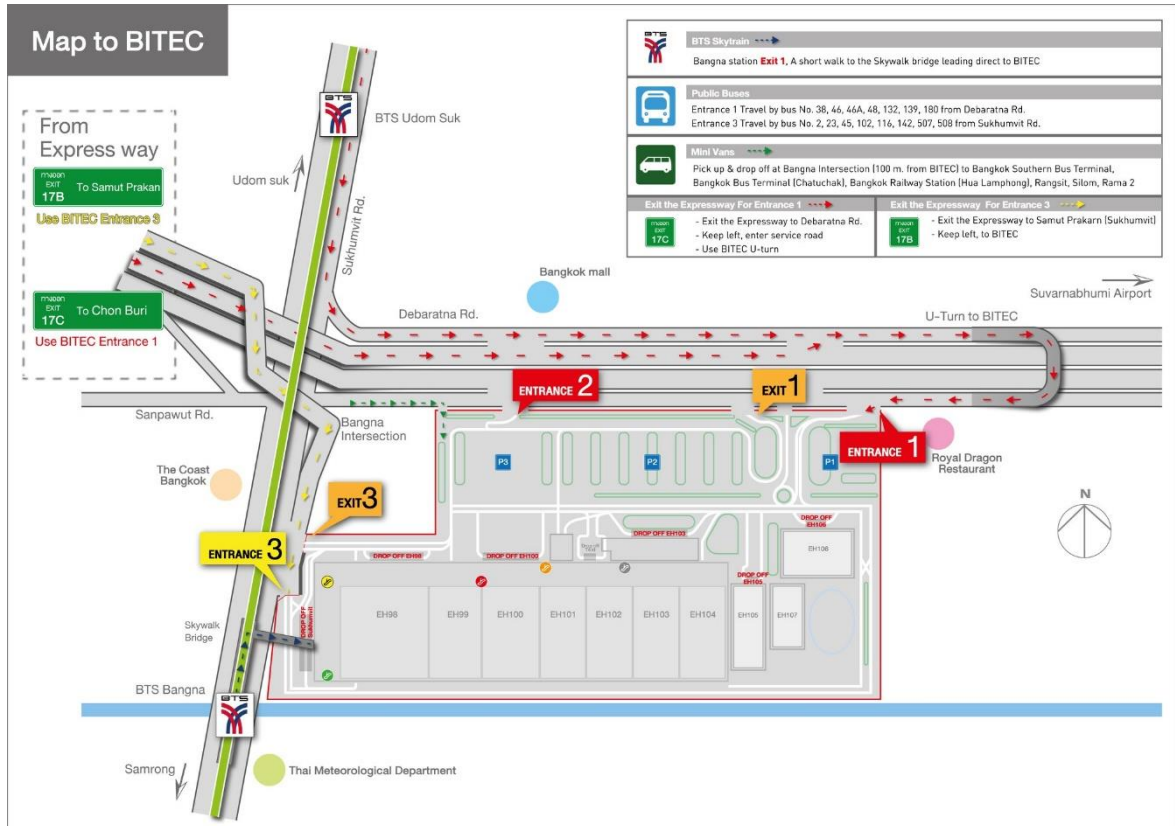 Map to BITEC
From
Express way
EXIT
17B
To Samut Prakan
Use BITEC Entrance 3
EXIT
17C
To Chon Buri
Use BITEC Entrance 1
BTS
BTS Skytrain
Bangna station Exit 1, A short walk to the Skywalk bridge leading direct to BITEC
Public Buses
Entrance 1 Travel by bus No. 38, 46, 46A, 48, 132, 139, 180 from Debaratna Rd.
Entrance 3 Travel by bus No. 2, 23, 45, 102, 116, 142, 507, 508 from Sukhumvit Rd.
Mini Vans
Pick up & drop off at Bangna Intersection (100 m. from BITEC) to Bangkok Southern Bus Terminal,
Bangkok Bus Terminal (Chatuchak), Bangkok Railway Station (Hua Lamphong), Rangsit, Silom, Rama 2
Exit the Expressway For Entrance 1
EXIT
17C
- Exit the Expressway to Debaratna Rd.
- Keep left, enter service road
- Use BITEC U-turn
Exit the Expressway For Entrance 3
EXIT
17B
- Exit the Expressway to Samut Prakarn (Sukhumvit)
- Keep left, to BITEC
BTS
BTS Udom Suk
Udom suk
Sukhumvit Rd.
Bangkok mall
Suvarnabhumi Airport
Debaratna Rd.
U-Turn to BITEC
Sanpawut Rd.
Bangna
Intersection
ENTRANCE 2
EXIT 1
ENTRANCE 1
Royal Dragon
Restaurant
P3
P2
P1
The Coast
Bangkok
EXIT 3
ENTRANCE 3
N
DROP OFF EH98
DROP OFF EH100
DROP OFF EH103
DROP OFF
EH106
DROP OFF
EH105
DROP OFF
Sukhumvit
EH98
EH99
EH100
EH101
EH102
EH103
EH104
EH105
EH107
EH106
Skywalk
Bridge
BTS Bangna
BTS
Samrong
Thai Meteorological Department